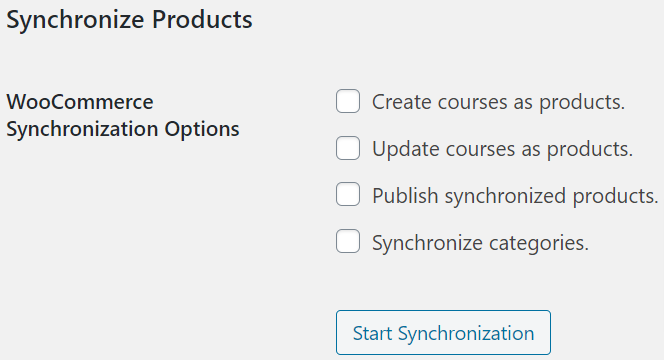 Synchronize Products
WooCommerce
Synchronization Options
Create courses as products.
Update courses as products.
Publish synchronized products.
Synchronize categories.
Start Synchronization